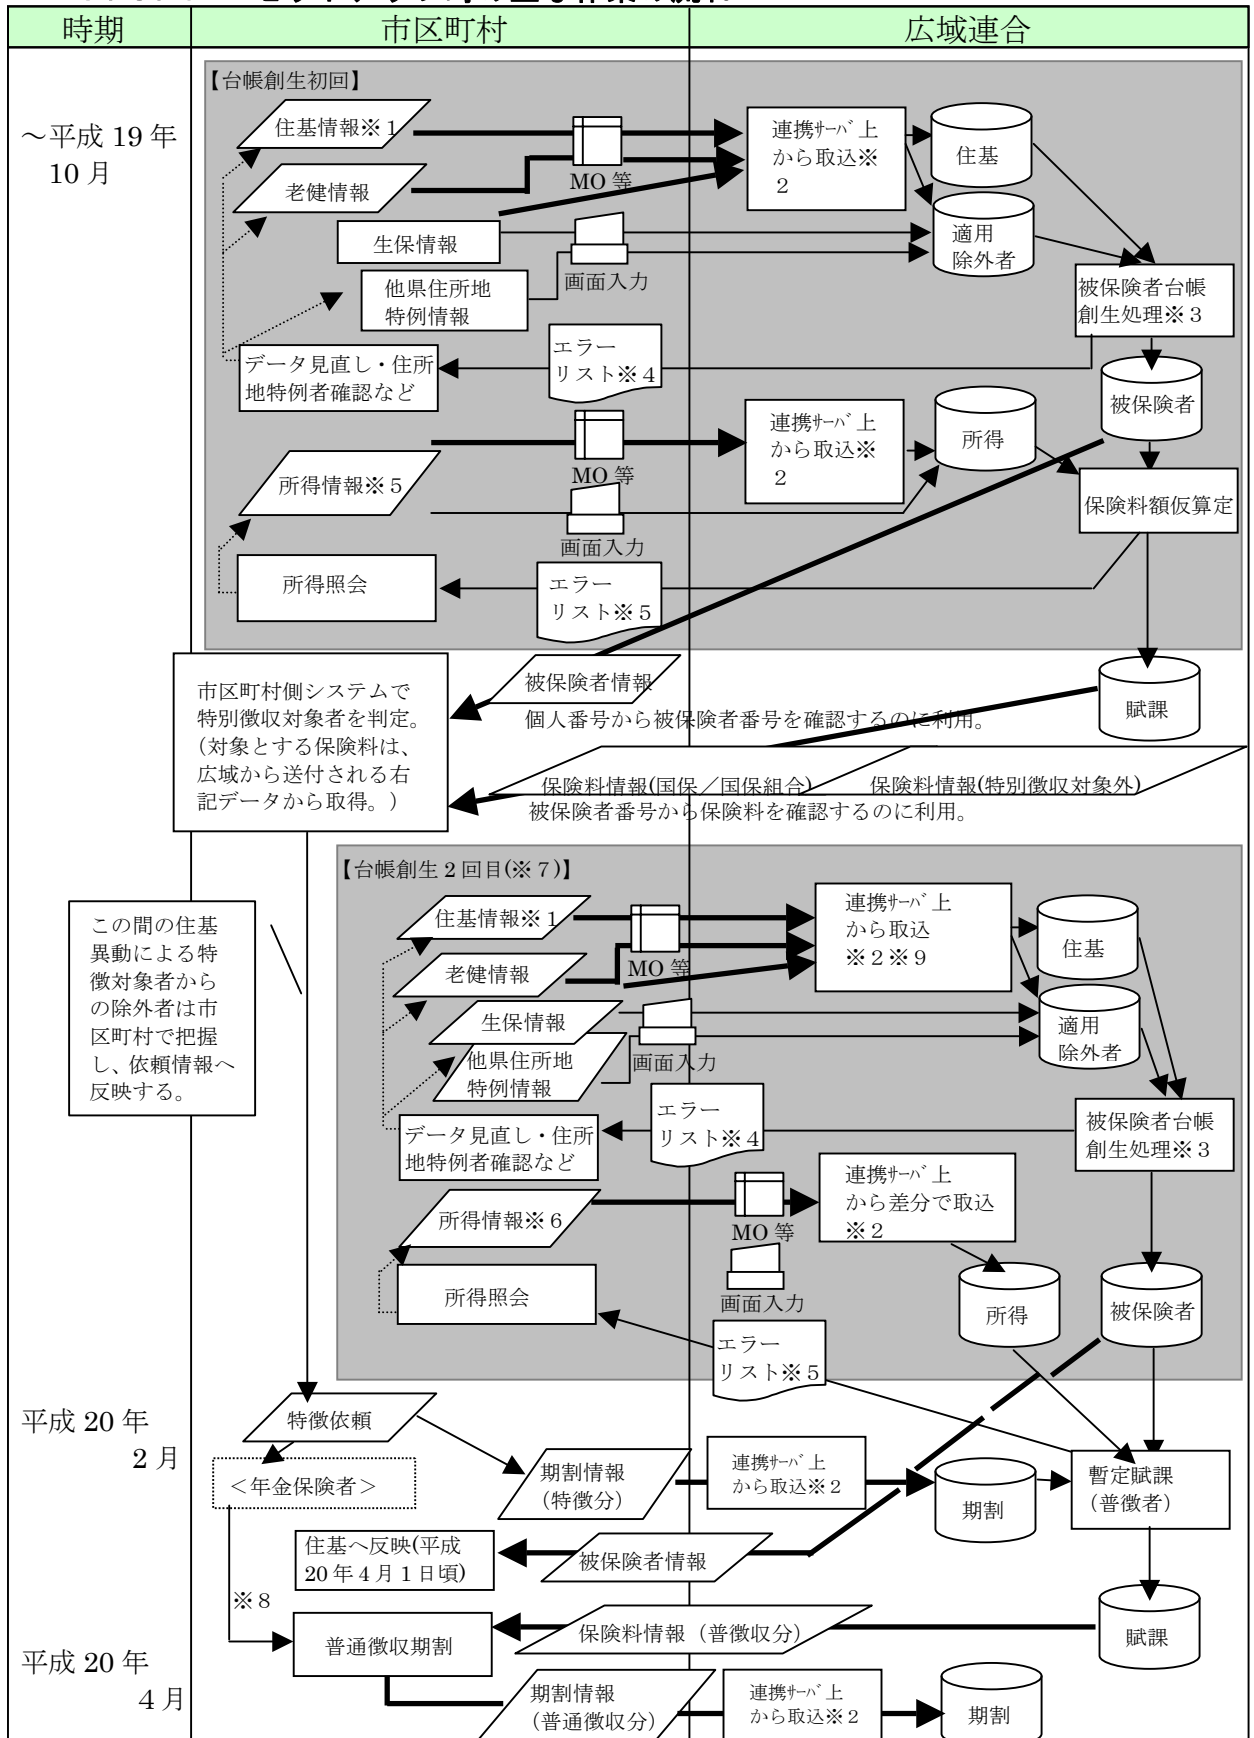 時期
市区町村
広域連合
～平成 19 年
10 月
【台帳創生初回】
住基情報※１
老健情報
MO 等
生保情報
画面入力
他県住所地
特例情報
連携ｻｰﾊﾞ上
から取込※
２
住基
適用
除外者
被保険者台帳
創生処理※３
エラー
リスト※４
データ見直し・住所
地特例者確認など
被保険者
所得情報※５
MO 等
画面入力
連携ｻｰﾊﾞ上
から取込※
２
所得
保険料額仮算定
所得照会
エラー
リスト※５
市区町村側システムで
特別徴収対象者を判定。
（対象とする保険料は、
広域から送付される右
記データから取得。）
被保険者情報
個人番号から被保険者番号を確認するのに利用。
賦課
保険料情報(国保／国保組合)
保険料情報(特別徴収対象外)
被保険者番号から保険料を確認するのに利用。
この間の住基
異動による特
徴対象者から
の除外者は市
区町村で把握
し、依頼情報へ
反映する。
【台帳創生２回目(※７)】
住基情報※１
老健情報
MO 等
生保情報
他県住所地
特例情報
画面入力
連携ｻｰﾊﾞ上
から取込
※２※９
住基
適用
除外者
エラー
リスト※４
データ見直し・住所
地特例者確認など
被保険者台帳
創生処理※３
所得情報※６
MO 等
画面入力
連携ｻｰﾊﾞ上
から差分で取込
※２
所得照会
エラー
リスト※５
所得
被保険者
平成 20 年
2 月
特徴依頼
＜年金保険者＞
期割情報
（特徴分）
連携ｻｰﾊﾞ上
から取込※２
期割
暫定賦課
（普徴者）
住基へ反映(平成
20 年４月１日頃)
被保険者情報
※８
普通徴収期割
保険料情報（普徴収分）
賦課
平成 20 年
４月
期割情報
（普通徴収分）
連携ｻｰﾊﾞ上
から取込※２
期割